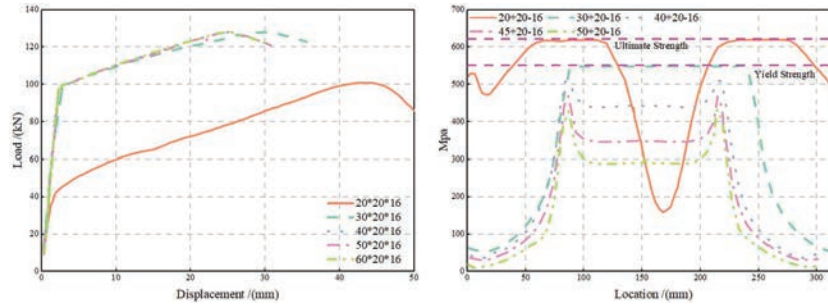 140
120
100
80
60
40
20
0
Load /(kN)
20*20*16
30*20*16
40*20*16
50*20*16
60*20*16
0 10 20 30 40 50
Displacement /(mm)
20+20-16 30+20-16 40+20-16
45+20-16 50+20-16
700
600
500
400
300
200
100
0
Mpa
Ultimate Strength
Yield Strength
0 50 100 150 200 250 300
Location /(mm)